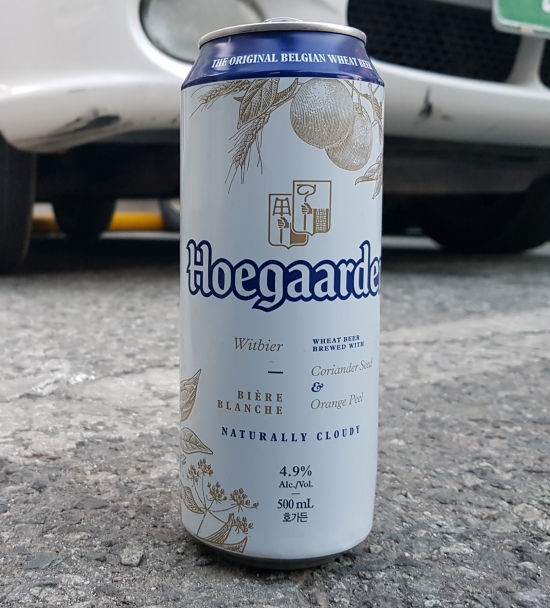 THE ORIGINAL BELGIAN WHEAT BEER
Hoegaarden
Witbier
WHEAT BEER
BREWED WITH
Coriander Seed
&
Orange Peel
BIÈRE
BLANCHE
NATURALLY CLOUDY
4.9%
Alc./Vol.
500 mL
호가든